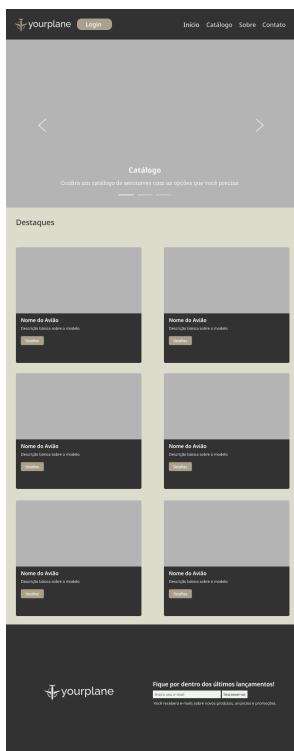 yourplane
Login
Início Catálogo Sobre Contato
Catálogo
Confira um catálogo de aeronaves com as opções que você precisa.
Destaques
Nome do Avião
Descrição básica sobre o modelo
Detalhes
Nome do Avião
Descrição básica sobre o modelo
Detalhes
Nome do Avião
Descrição básica sobre o modelo
Detalhes
Nome do Avião
Descrição básica sobre o modelo
Detalhes
Nome do Avião
Descrição básica sobre o modelo
Detalhes
Nome do Avião
Descrição básica sobre o modelo
Detalhes
yourplane
Fique por dentro dos últimos lançamentos!
Insira seu e-mail
Inscrever-se
Você receberá e-mails sobre novos produtos, anúncios e promoções.